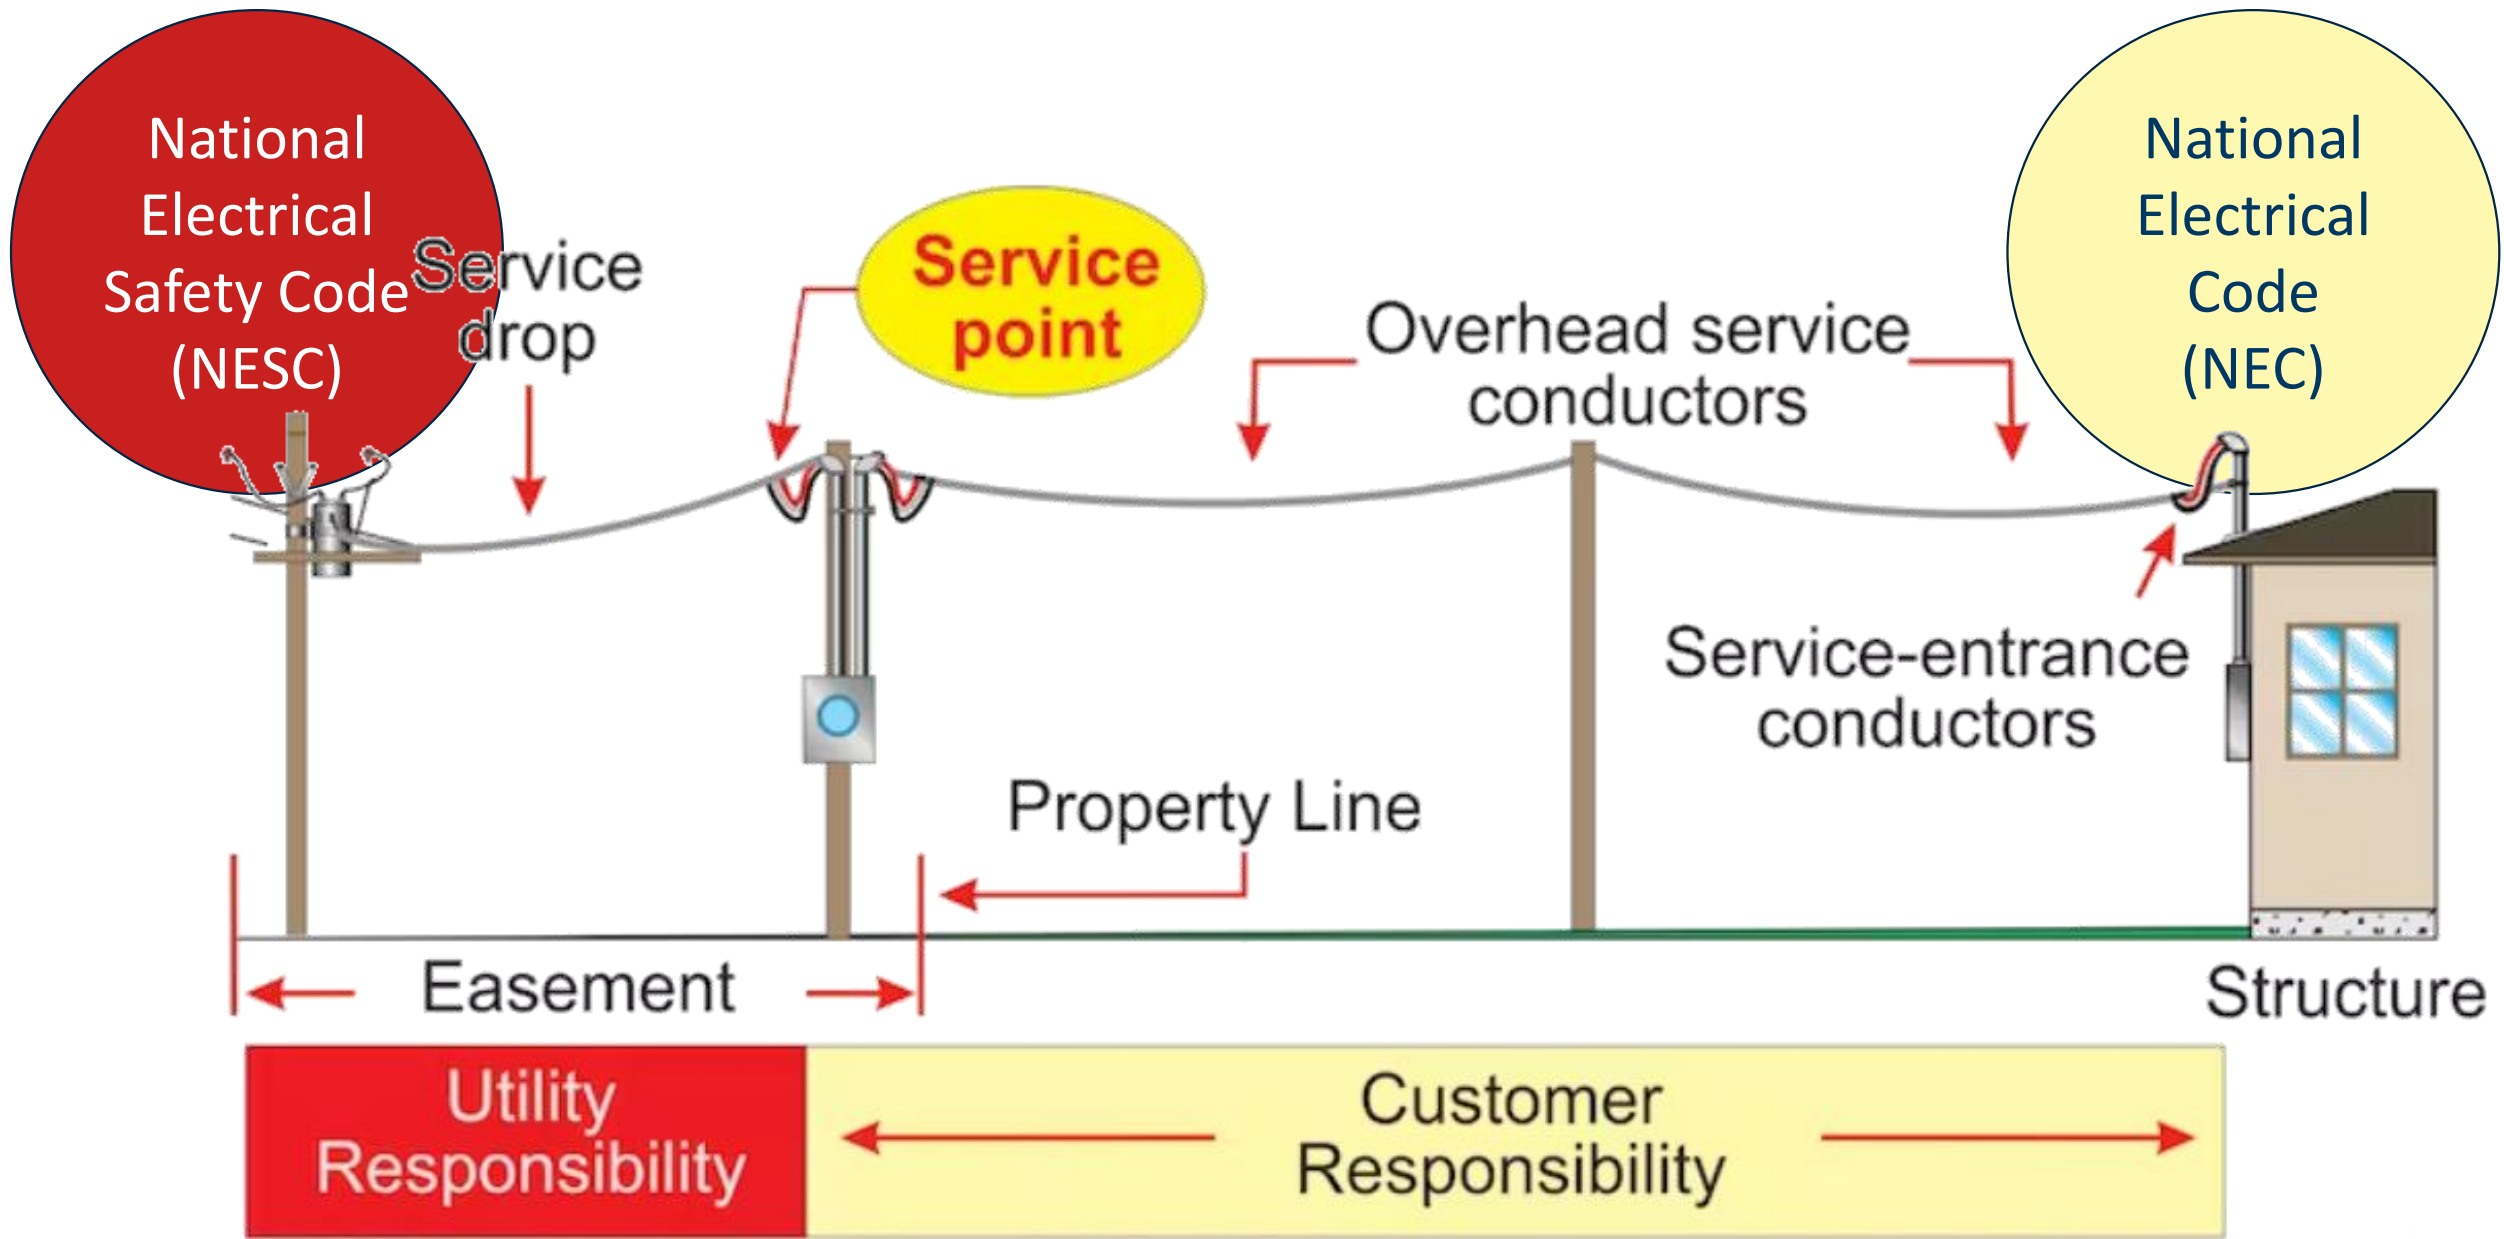 National
Electrical
Safety Code
(NESC)
Service
drop
Service
point
Overhead service
conductors
National
Electrical
Code
(NEC)
Service-entrance
conductors
Property Line
Easement
Structure
Utility
Responsibility
Customer
Responsibility